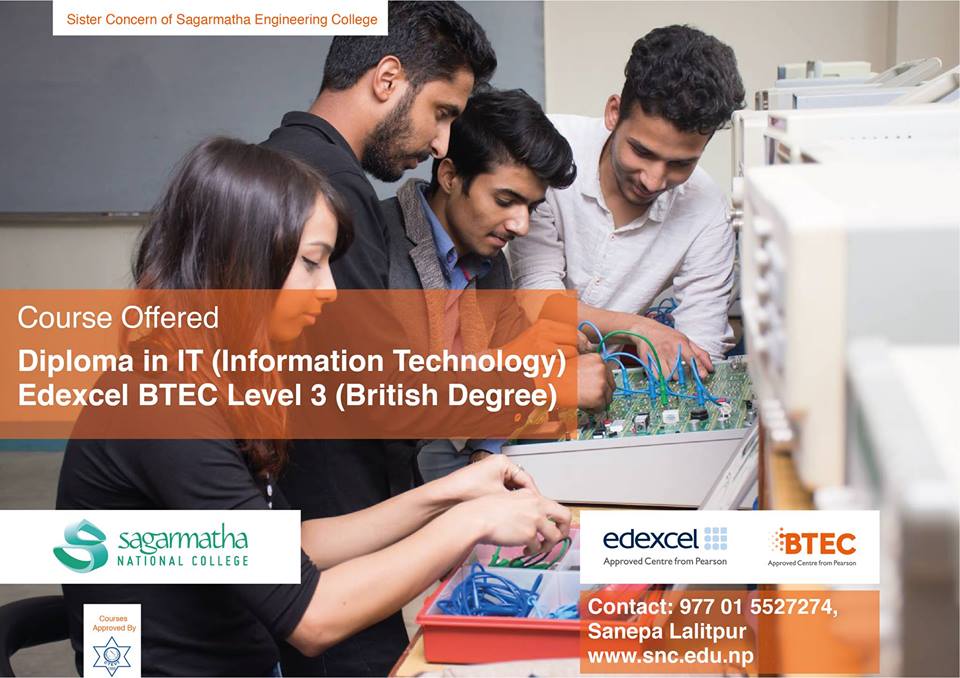 Sister Concern of Sagarmatha Engineering College
Course Offered
Diploma in IT (Information Technology)
Edexcel BTEC Level 3 (British Degree)
sagarmatha
NATIONAL COLLEGE
edexcel
Approved Centre from Pearson
BTEC
Approved Centre from Pearson
Courses
Approved By
Contact: 977 01 5527274,
Sanepa Lalitpur
www.snc.edu.np